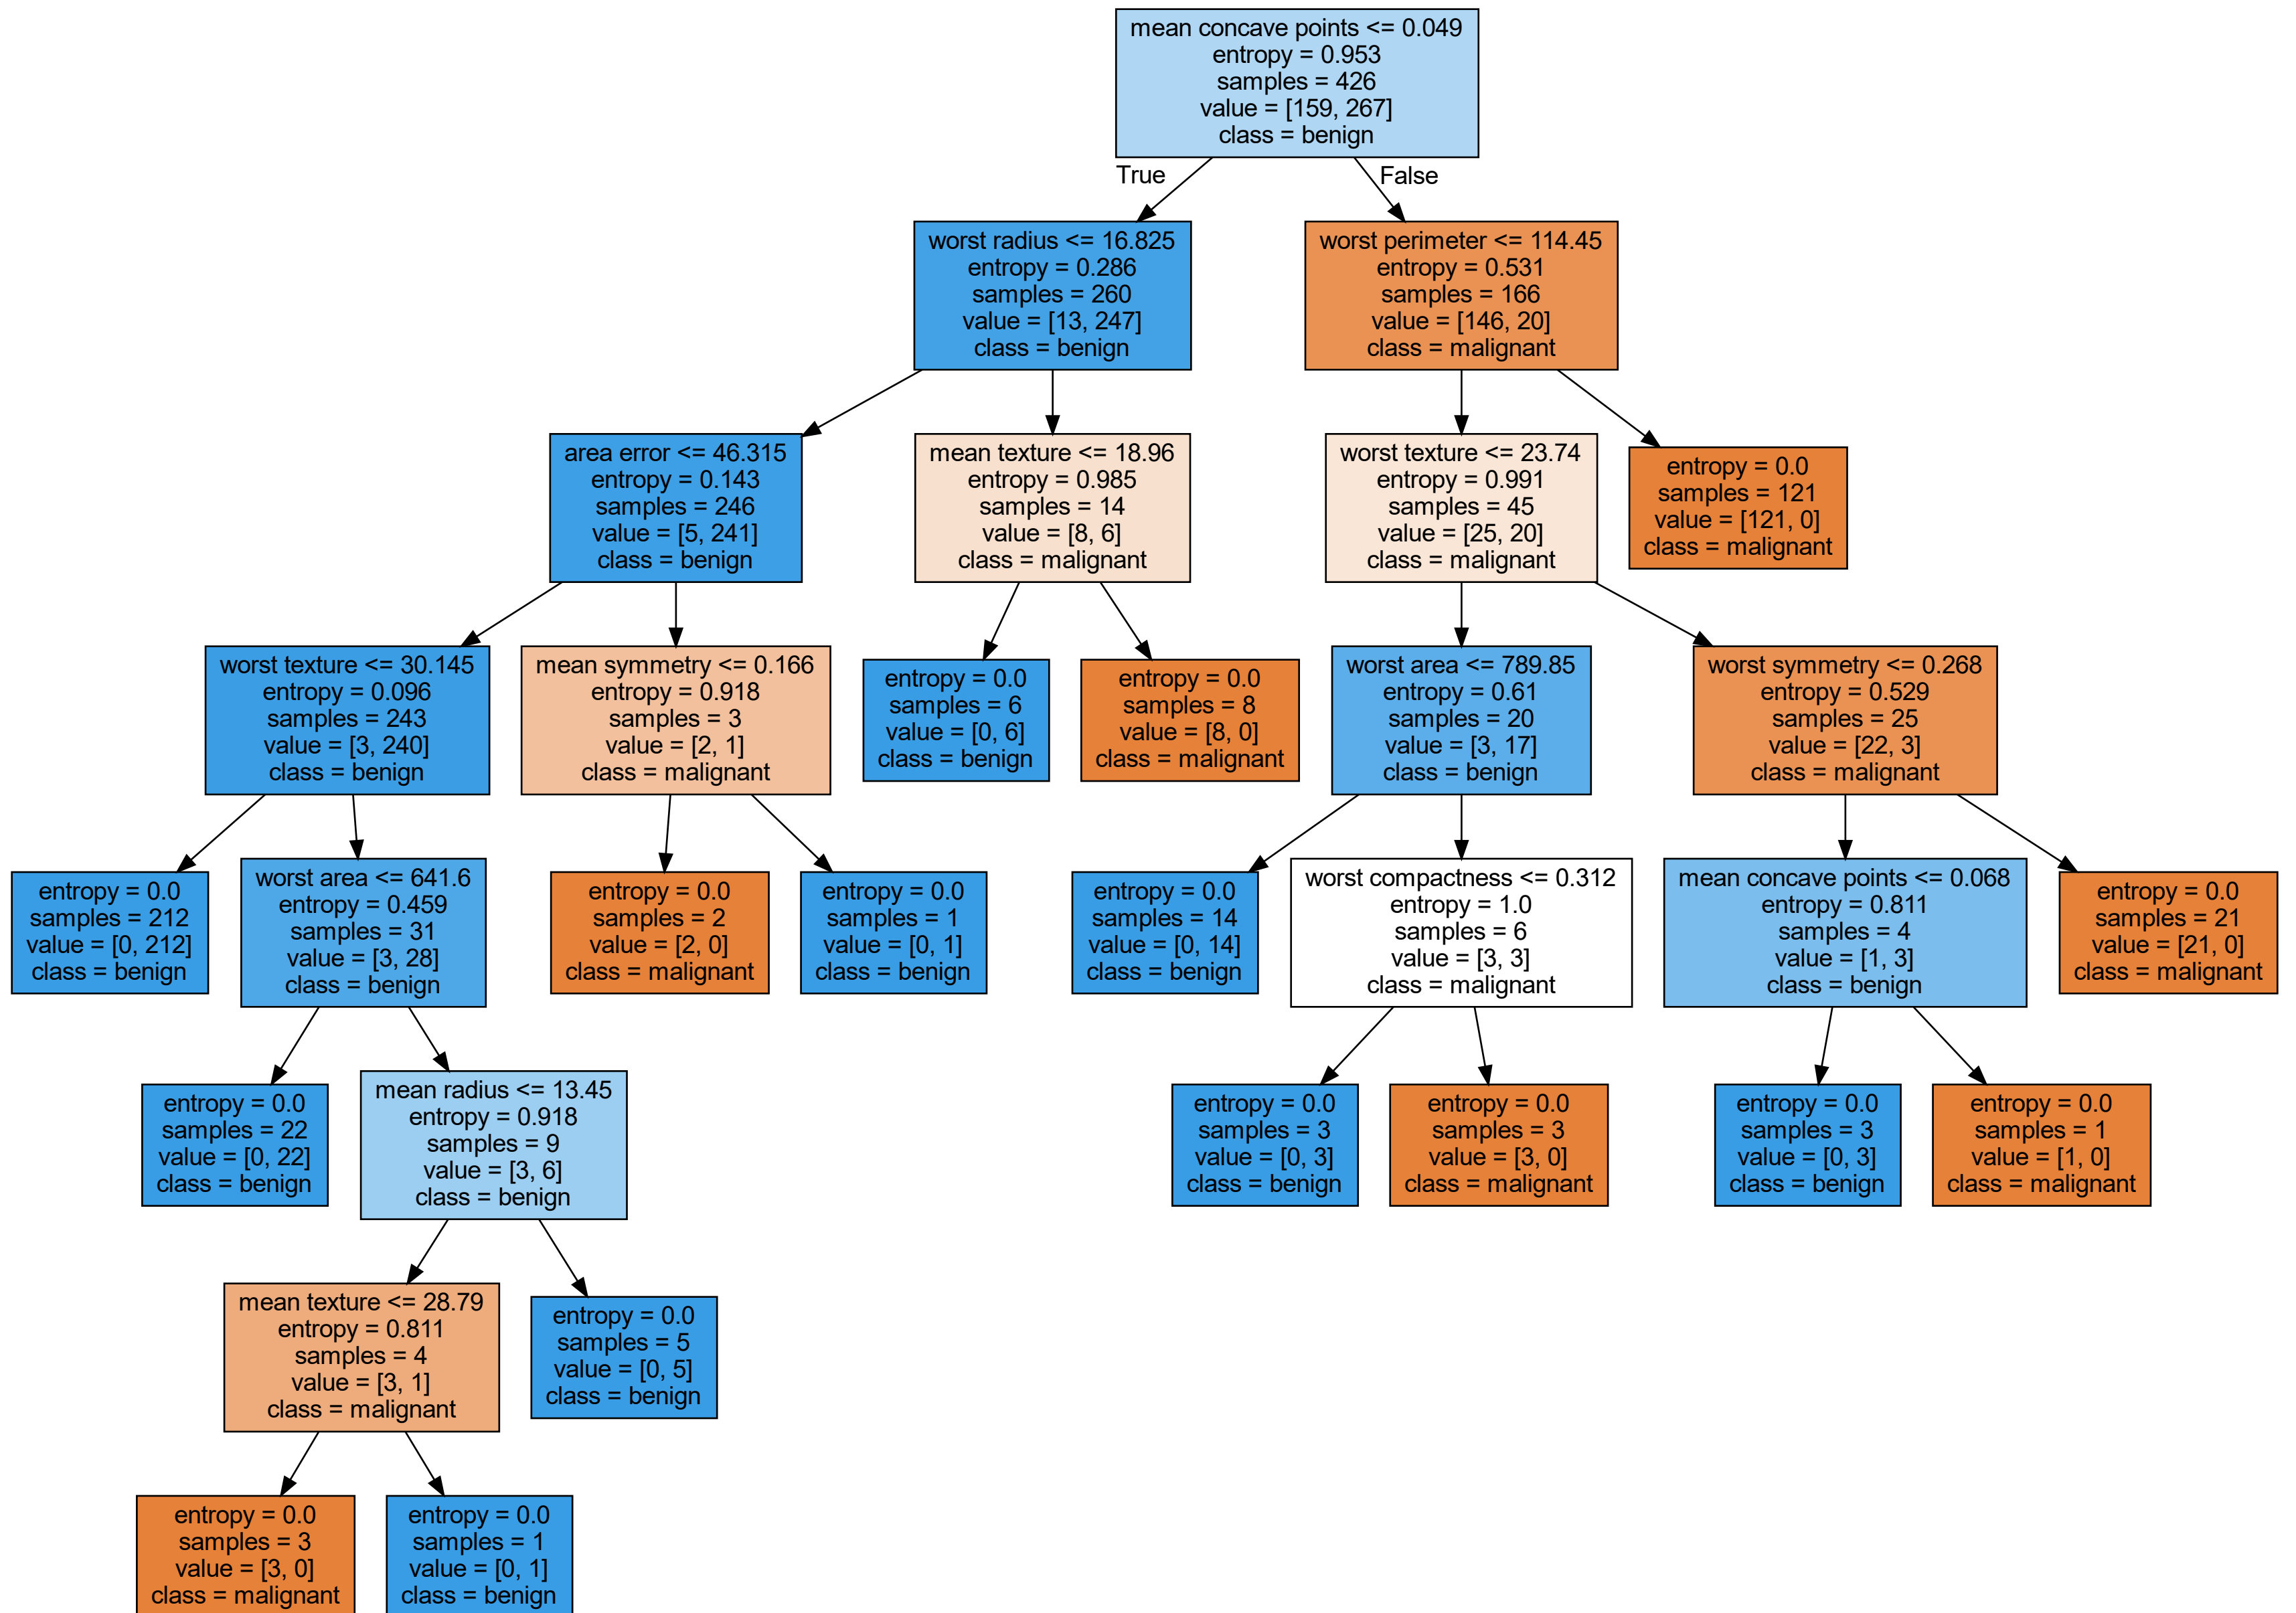 mean concave points <= 0.049
entropy = 0.953
samples = 426
value = [159, 267]
class = benign
True
False
worst radius <= 16.825
entropy = 0.286
samples = 260
value = [13, 247]
class = benign
worst perimeter <= 114.45
entropy = 0.531
samples = 166
value = [146, 20]
class = malignant
area error <= 46.315
entropy = 0.143
samples = 246
value = [5, 241]
class = benign
mean texture <= 18.96
entropy = 0.985
samples = 14
value = [8, 6]
class = malignant
worst texture <= 23.74
entropy = 0.991
samples = 45
value = [25, 20]
class = malignant
entropy = 0.0
samples = 121
value = [121, 0]
class = malignant
worst texture <= 30.145
entropy = 0.096
samples = 243
value = [3, 240]
class = benign
mean symmetry <= 0.166
entropy = 0.918
samples = 3
value = [2, 1]
class = malignant
entropy = 0.0
samples = 6
value = [0, 6]
class = benign
entropy = 0.0
samples = 8
value = [8, 0]
class = malignant
worst area <= 789.85
entropy = 0.61
samples = 20
value = [3, 17]
class = benign
worst symmetry <= 0.268
entropy = 0.529
samples = 25
value = [22, 3]
class = malignant
entropy = 0.0
samples = 212
value = [0, 212]
class = benign
worst area <= 641.6
entropy = 0.459
samples = 31
value = [3, 28]
class = benign
entropy = 0.0
samples = 2
value = [2, 0]
class = malignant
entropy = 0.0
samples = 1
value = [0, 1]
class = benign
entropy = 0.0
samples = 14
value = [0, 14]
class = benign
worst compactness <= 0.312
entropy = 1.0
samples = 6
value = [3, 3]
class = malignant
mean concave points <= 0.068
entropy = 0.811
samples = 4
value = [1, 3]
class = benign
entropy = 0.0
samples = 21
value = [21, 0]
class = malignant
entropy = 0.0
samples = 22
value = [0, 22]
class = benign
mean radius <= 13.45
entropy = 0.918
samples = 9
value = [3, 6]
class = benign
entropy = 0.0
samples = 3
value = [0, 3]
class = benign
entropy = 0.0
samples = 3
value = [3, 0]
class = malignant
entropy = 0.0
samples = 3
value = [0, 3]
class = benign
entropy = 0.0
samples = 1
value = [1, 0]
class = malignant
mean texture <= 28.79
entropy = 0.811
samples = 4
value = [3, 1]
class = malignant
entropy = 0.0
samples = 5
value = [0, 5]
class = benign
entropy = 0.0
samples = 3
value = [3, 0]
class = malignant
entropy = 0.0
samples = 1
value = [0, 1]
class = benign